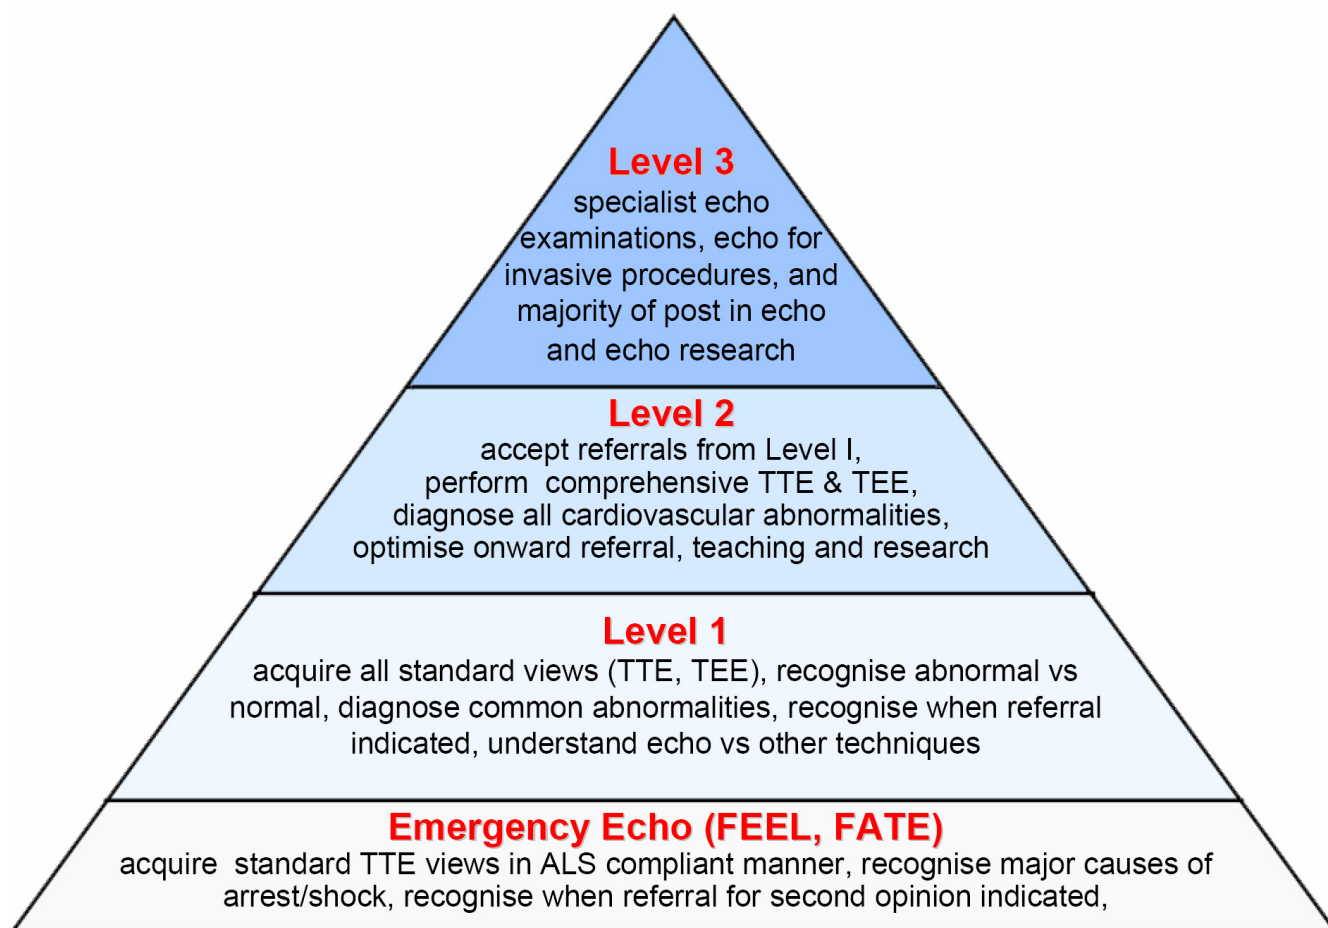 Level 3
specialist echo
examinations, echo for
invasive procedures, and
majority of post in echo
and echo research
Level 2
accept referrals from Level I,
perform comprehensive TTE & TEE,
diagnose all cardiovascular abnormalities,
optimise onward referral, teaching and research
Level 1
acquire all standard views (TTE, TEE), recognise abnormal vs
normal, diagnose common abnormalities, recognise when referral
indicated, understand echo vs other techniques
Emergency Echo (FEEL, FATE)
acquire standard TTE views in ALS compliant manner, recognise major causes of
arrest/shock, recognise when referral for second opinion indicated,